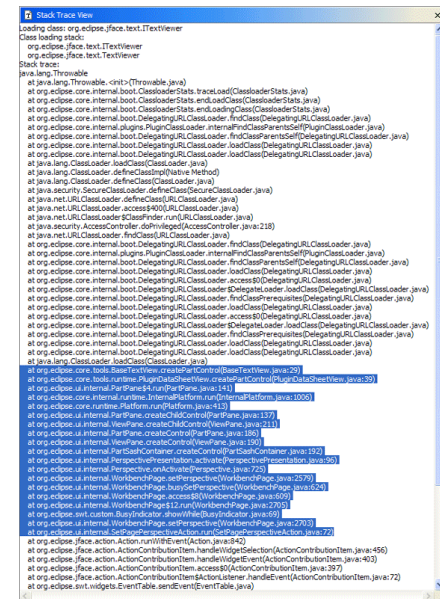 Stack Trace View
Loading class: org.eclipse.jface.text.ITextViewer
Class loading stack:
org.eclipse.jface.text.ITextViewer
org.eclipse.jface.text.TextViewer
Stack trace:
java.lang.Throwable
at java.lang.Throwable.<init>(Throwable.java)
at org.eclipse.core.internal.boot.ClassloaderStats.traceLoad(ClassloaderStats.java)
at org.eclipse.core.internal.boot.ClassloaderStats.endLoadClass(ClassloaderStats.java)
at org.eclipse.core.internal.boot.ClassloaderStats.endLoadingClass(ClassloaderStats.java)
at org.eclipse.core.internal.boot.DelegatingURLClassLoader.findClass(DelegatingURLClassLoader.java)
at org.eclipse.core.internal.plugins.PluginClassLoader.internalFindClassParentsSelf(PluginClassLoader.java)
at org.eclipse.core.internal.boot.DelegatingURLClassLoader.findClassParentsSelf(DelegatingURLClassLoader.java)
at org.eclipse.core.internal.boot.DelegatingURLClassLoader.loadClass(DelegatingURLClassLoader.java)
at org.eclipse.core.internal.boot.DelegatingURLClassLoader.loadClass(DelegatingURLClassLoader.java)
at java.lang.ClassLoader.loadClass(ClassLoader.java)
at java.lang.ClassLoader.defineClassImpl(Native Method)
at java.lang.ClassLoader.defineClass(ClassLoader.java)
at java.security.SecureClassLoader.defineClass(SecureClassLoader.java)
at java.net.URLClassLoader.defineClass(URLClassLoader.java)
at java.net.URLClassLoader.access$400(URLClassLoader.java)
at java.net.URLClassLoader$ClassFinder.run(URLClassLoader.java)
at java.security.AccessController.doPrivileged(AccessController.java:218)
at java.net.URLClassLoader.findClass(URLClassLoader.java)
at org.eclipse.core.internal.boot.DelegatingURLClassLoader.findClass(DelegatingURLClassLoader.java)
at org.eclipse.core.internal.plugins.PluginClassLoader.internalFindClassParentsSelf(PluginClassLoader.java)
at org.eclipse.core.internal.boot.DelegatingURLClassLoader.findClassParentsSelf(DelegatingURLClassLoader.java)
at org.eclipse.core.internal.boot.DelegatingURLClassLoader.loadClass(DelegatingURLClassLoader.java)
at org.eclipse.core.internal.boot.DelegatingURLClassLoader.access$0(DelegatingURLClassLoader.java)
at org.eclipse.core.internal.boot.DelegatingURLClassLoader$DelegateLoader.loadClass(DelegatingURLClassLoader.java)
at org.eclipse.core.internal.boot.DelegatingURLClassLoader.findClassPrerequisites(DelegatingURLClassLoader.java)
at org.eclipse.core.internal.boot.DelegatingURLClassLoader.loadClass(DelegatingURLClassLoader.java)
at org.eclipse.core.internal.boot.DelegatingURLClassLoader.access$0(DelegatingURLClassLoader.java)
at org.eclipse.core.internal.boot.DelegatingURLClassLoader$DelegateLoader.loadClass(DelegatingURLClassLoader.java)
at org.eclipse.core.internal.boot.DelegatingURLClassLoader.findClassPrerequisites(DelegatingURLClassLoader.java)
at org.eclipse.core.internal.boot.DelegatingURLClassLoader.loadClass(DelegatingURLClassLoader.java)
at org.eclipse.core.internal.boot.DelegatingURLClassLoader.loadClass(DelegatingURLClassLoader.java)
at java.lang.ClassLoader.loadClass(ClassLoader.java)
at org.eclipse.core.tools.BaseTextView.createPartControl(BaseTextView.java:29)
at org.eclipse.core.tools.runtime.PluginDataSheetView.createPartControl(PluginDataSheetView.java:39)
at org.eclipse.ui.internal.PartPane$4.run(PartPane.java:141)
at org.eclipse.core.internal.runtime.InternalPlatform.run(InternalPlatform.java:1006)
at org.eclipse.core.runtime.Platform.run(Platform.java:413)
at org.eclipse.ui.internal.PartPane.createChildControl(PartPane.java:137)
at org.eclipse.ui.internal.ViewPane.createChildControl(ViewPane.java:211)
at org.eclipse.ui.internal.PartPane.createControl(PartPane.java:186)
at org.eclipse.ui.internal.ViewPane.createControl(ViewPane.java:190)
at org.eclipse.ui.internal.PartSashContainer.createControl(PartSashContainer.java:192)
at org.eclipse.ui.internal.PerspectivePresentation.activate(PerspectivePresentation.java:96)
at org.eclipse.ui.internal.Perspective.onActivate(Perspective.java:725)
at org.eclipse.ui.internal.WorkbenchPage.setPerspective(WorkbenchPage.java:2579)
at org.eclipse.ui.internal.WorkbenchPage.busySetPerspective(WorkbenchPage.java:624)
at org.eclipse.ui.internal.WorkbenchPage.access$8(WorkbenchPage.java:609)
at org.eclipse.ui.internal.WorkbenchPage$12.run(WorkbenchPage.java:2705)
at org.eclipse.swt.custom.BusyIndicator.showWhile(BusyIndicator.java:69)
at org.eclipse.ui.internal.WorkbenchPage.setPerspective(WorkbenchPage.java:2703)
at org.eclipse.ui.internal.SetPagePerspectiveAction.run(SetPagePerspectiveAction.java:72)
at org.eclipse.jface.action.Action.runWithEvent(Action.java:842)
at org.eclipse.jface.action.ActionContributionItem.handleWidgetSelection(ActionContributionItem.java:456)
at org.eclipse.jface.action.ActionContributionItem.handleWidgetEvent(ActionContributionItem.java:403)
at org.eclipse.jface.action.ActionContributionItem.access$0(ActionContributionItem.java:397)
at org.eclipse.jface.action.ActionContributionItem$ActionListener.handleEvent(ActionContributionItem.java:72)
at org.eclipse.swt.widgets.EventTable.sendEvent(EventTable.java)